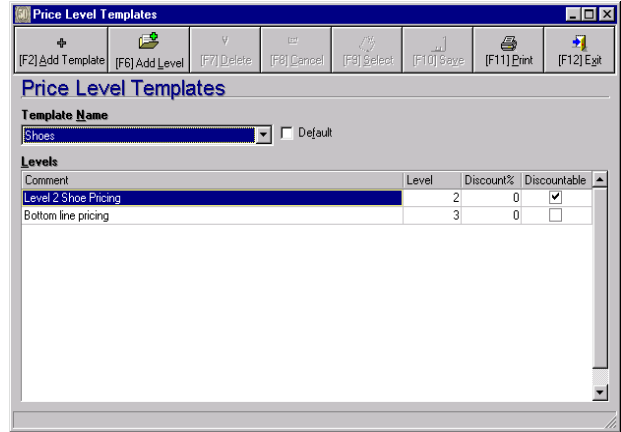 Price Level Templates
[F2] Add Template [F6] Add Level [F7] Delete [F8] Cancel [F9] Select [F10] Save [F11] Print [F12] Exit
Price Level Templates
Template Name
Shoes Default
Levels
Comment Level Discount% Discountable
Level 2 Shoe Pricing 2 0
Bottom line pricing 3 0